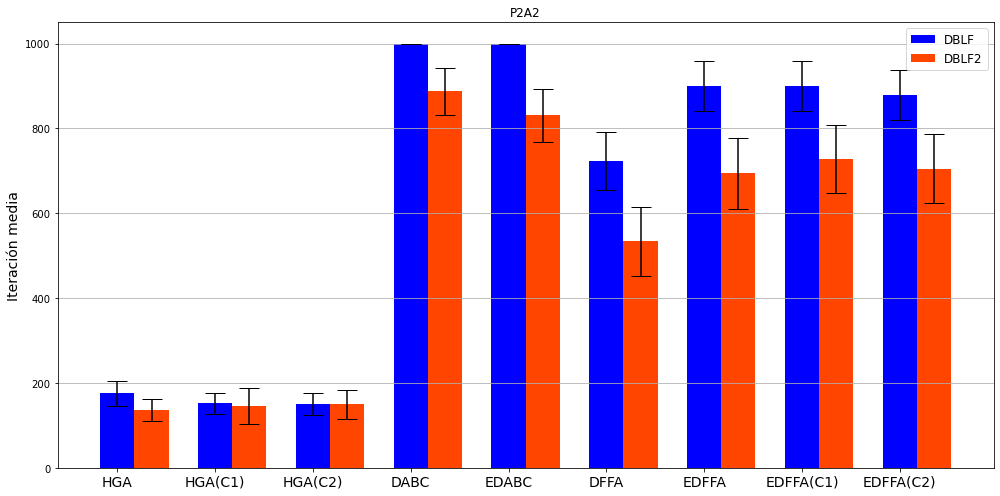 P2A2
DBLF
DBLF2
Iteración media
1000
800
600
400
200
0
HGA HGA(C1) HGA(C2) DABC EDABC DFFA EDFFA EDFFA(C1) EDFFA(C2)